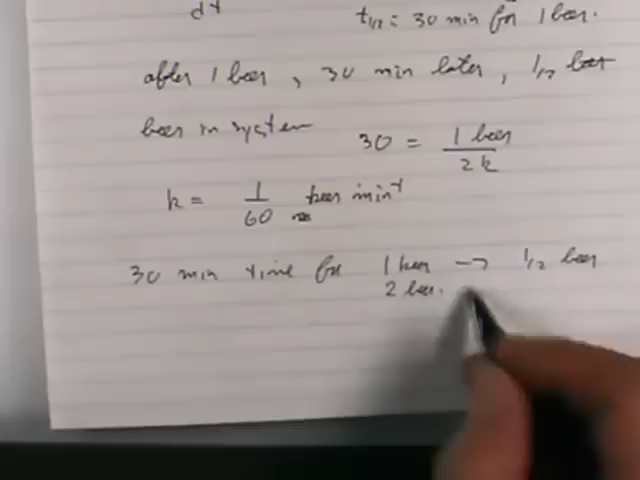 dt
t1/2 = 30 min for 1 beer.
after 1 beer, 30 min later, 1/2 beer
beer in system
30 = 1 beer / 2k
k = 1/60 beer min⁻¹
30 min time for 1 beer → 1/2 beer
2 beer.